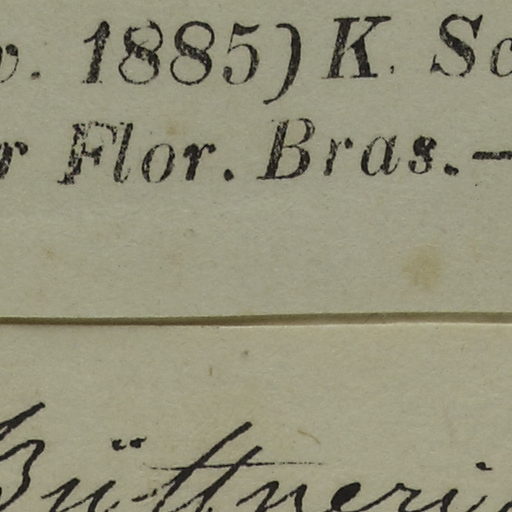 v. 1885) K. Sc
r Flor. Bras.—
Büttneri